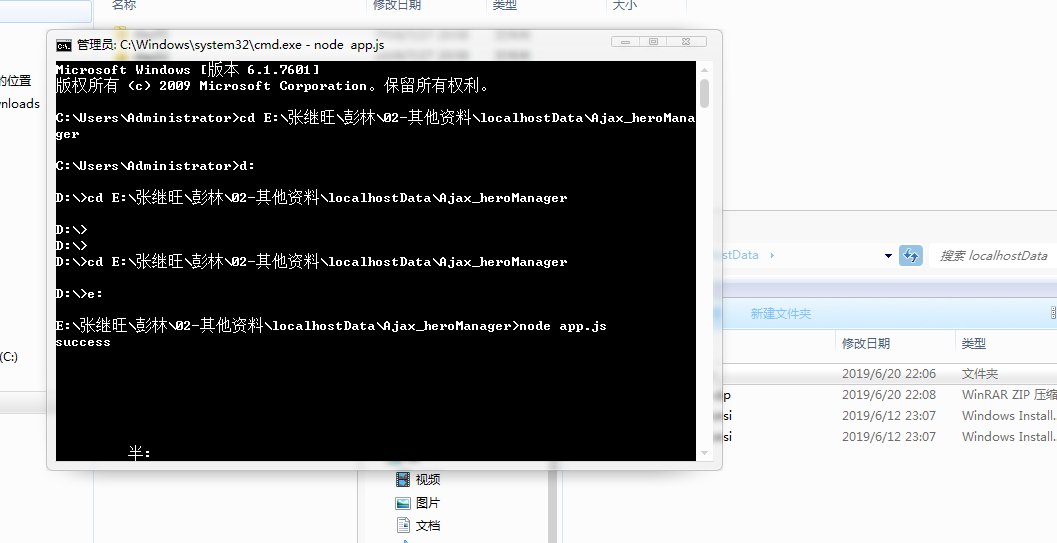 名称 修改日期 类型 大小
管理员: C:\Windows\system32\cmd.exe - node  app.js
Microsoft Windows [版本 6.1.7601]
版权所有 (c) 2009 Microsoft Corporation。保留所有权利。
C:\Users\Administrator>cd E:\张继旺\彭林\02-其他资料\localhostData\Ajax_heroMana
ger
C:\Users\Administrator>d:
D:\>cd E:\张继旺\彭林\02-其他资料\localhostData\Ajax_heroManager
D:\>
D:\>
D:\>cd E:\张继旺\彭林\02-其他资料\localhostData\Ajax_heroManager
D:\>e:
E:\张继旺\彭林\02-其他资料\localhostData\Ajax_heroManager>node app.js
success
半:
的位置
wnloads
(C:)
stData
搜索 localhostData
新建文件夹
修改日期 类型
2019/6/20 22:06 文件夹
p 2019/6/20 22:08 WinRAR ZIP 压缩
si 2019/6/12 23:07 Windows Install...
si 2019/6/12 23:07 Windows Install...
视频
图片
文档